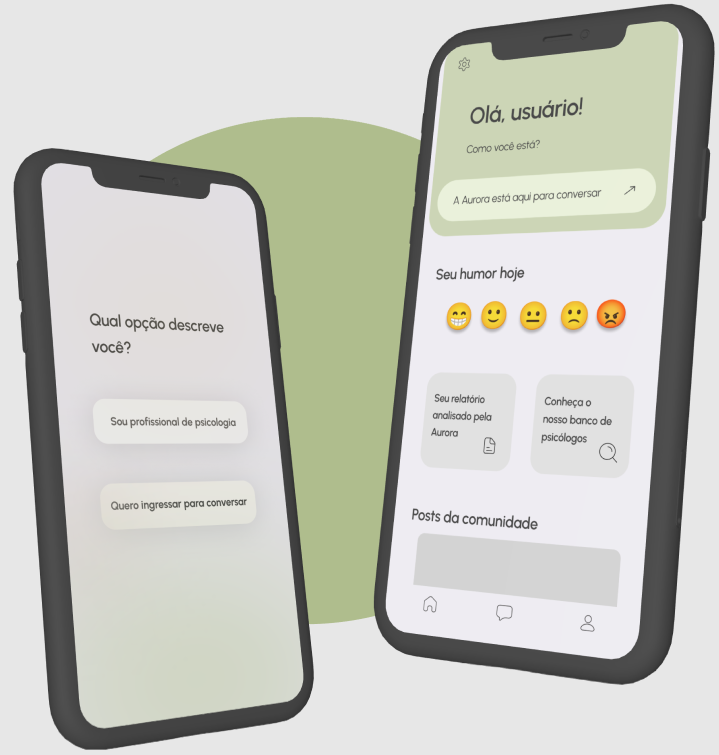 Qual opção descreve
você?
Sou profissional de psicologia
Quero ingressar para conversar
Olá, usuário!
Como você está?
A Aurora está aqui para conversar
Seu humor hoje
Seu relatório
analisado pela
Aurora
Conheça o
nosso banco de
psicólogos
Posts da comunidade